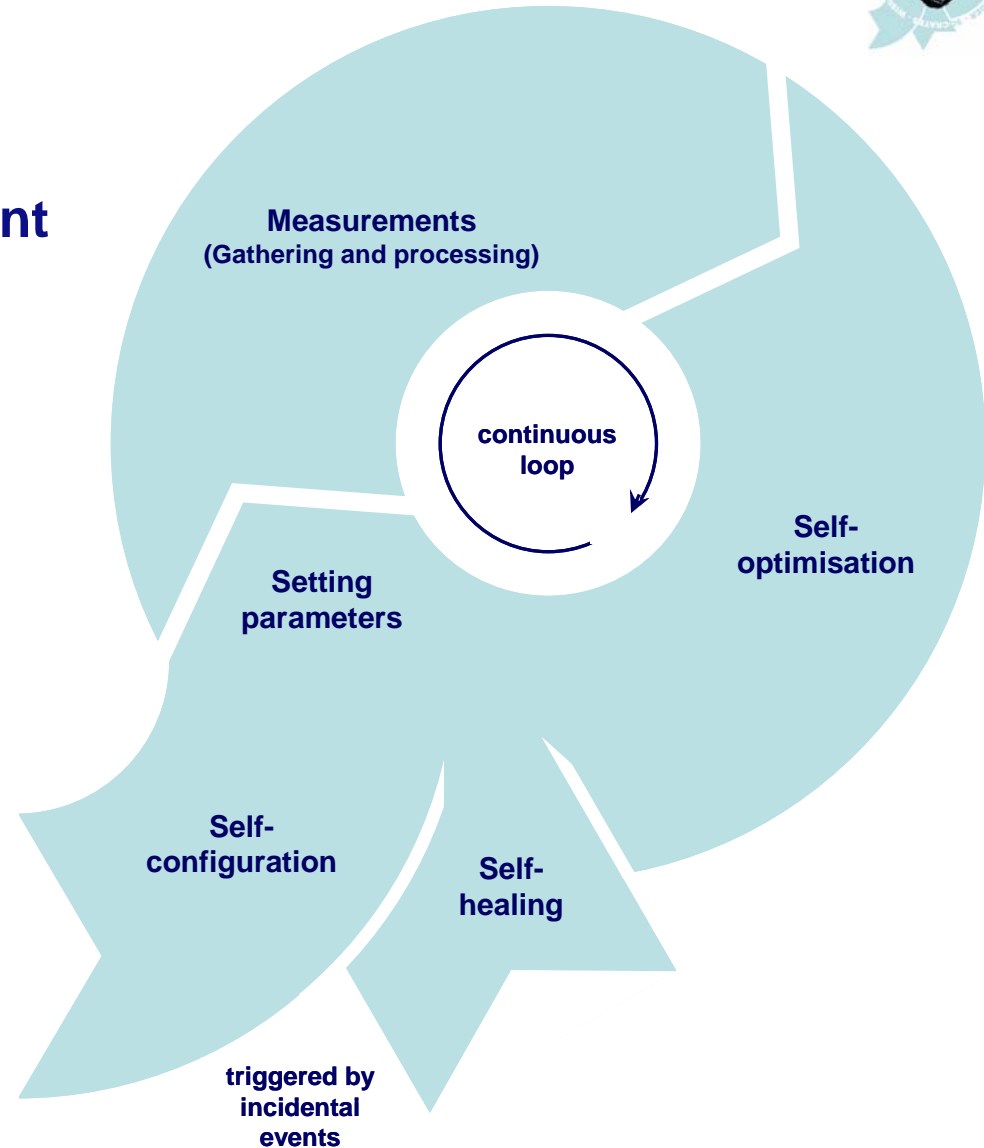 nt
Measurements
(Gathering and processing)
continuous
loop
Self-
optimisation
Setting
parameters
Self-
configuration
Self-
healing
triggered by
incidental
events